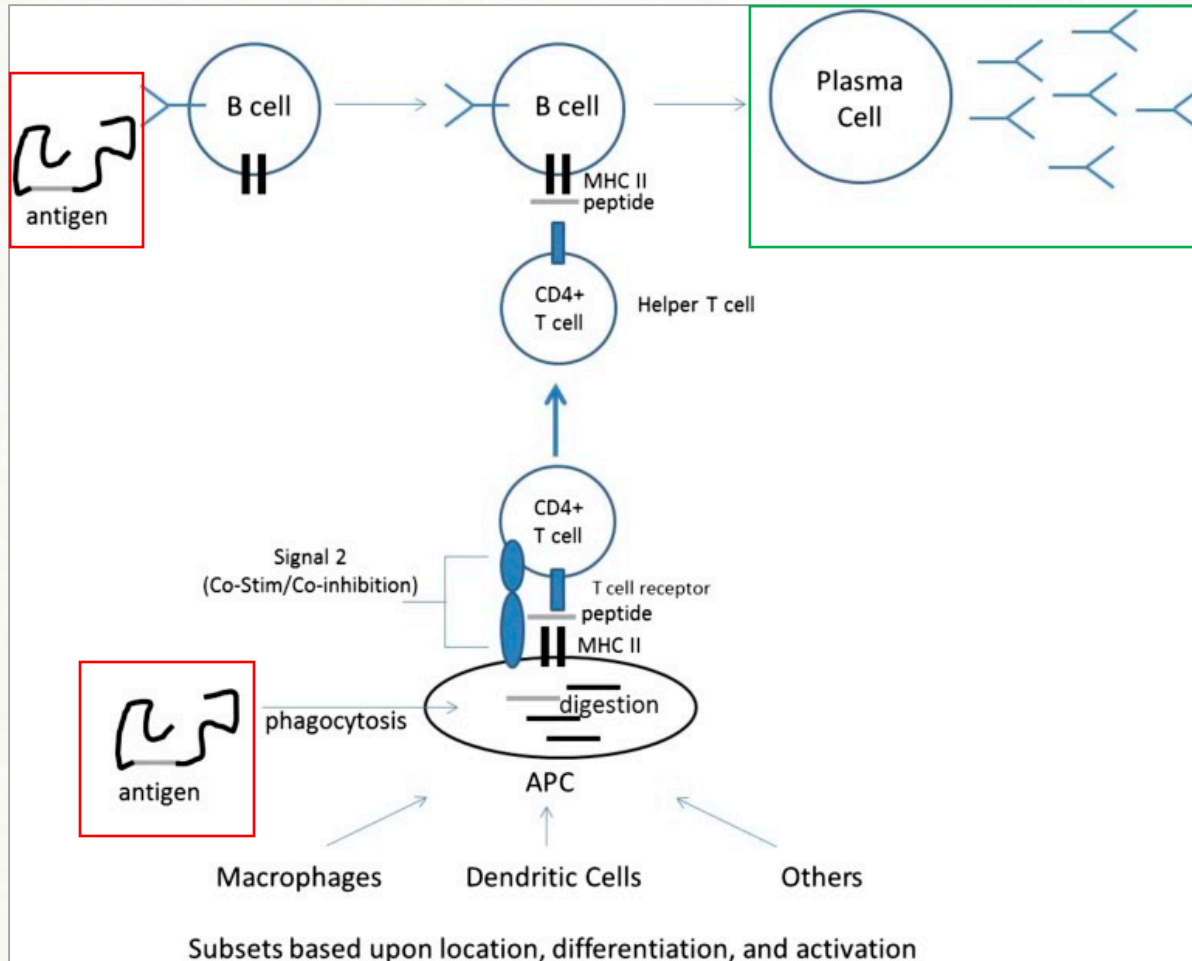 B cell
B cell
Plasma
Cell
antigen
MHC II
peptide
CD4+
T cell
Helper T cell
CD4+
T cell
Signal 2
(Co-Stim/Co-inhibition)
T cell receptor
peptide
MHC II
digestion
phagocytosis
antigen
APC
Macrophages
Dendritic Cells
Others
Subsets based upon location, differentiation, and activation